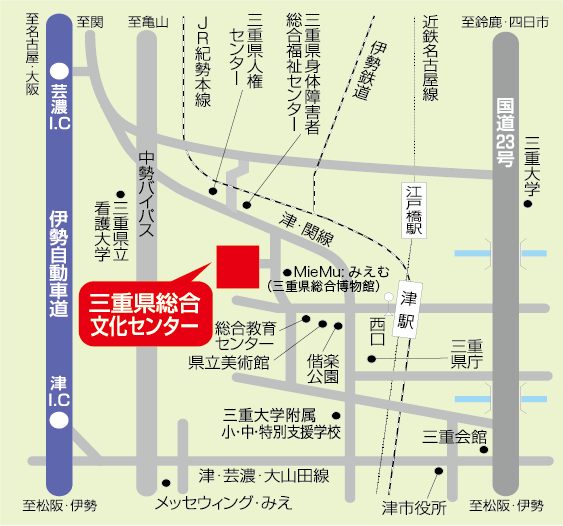 至名古屋・大阪
至関
至亀山
JR紀勢本線
三重県人権
センター
三重県身体障害者
総合福祉センター
伊勢鉄道
近鉄名古屋線
至鈴鹿・四日市
芸濃
I.C
国道23号
三重大学
中勢バイパス
三重県立
看護大学
江戸橋駅
伊勢自動車道
津・関線
MieMu:みえむ
(三重県総合博物館)
三重県総合
文化センター
津駅
西口
総合教育
センター
県立美術館
偕楽
公園
三重
県庁
津
I.C
三重大学附属
小・中・特別支援学校
三重会館
津・芸濃・大山田線
至松阪・伊勢
メッセウィング・みえ
津市役所
至松阪・伊勢